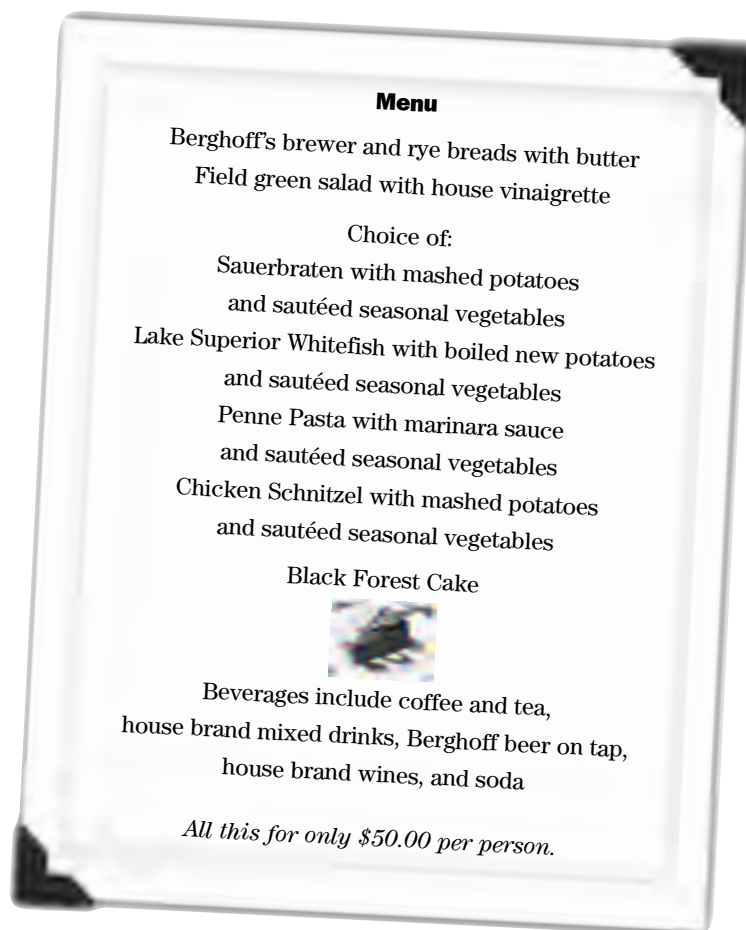 Menu
Berghoff’s brewer and rye breads with butter
Field green salad with house vinaigrette
Choice of:
Sauerbraten with mashed potatoes
and sautéed seasonal vegetables
Lake Superior Whitefish with boiled new potatoes
and sautéed seasonal vegetables
Penne Pasta with marinara sauce
and sautéed seasonal vegetables
Chicken Schnitzel with mashed potatoes
and sautéed seasonal vegetables
Black Forest Cake
Beverages include coffee and tea,
house brand mixed drinks, Berghoff beer on tap,
house brand wines, and soda
All this for only $50.00 per person.